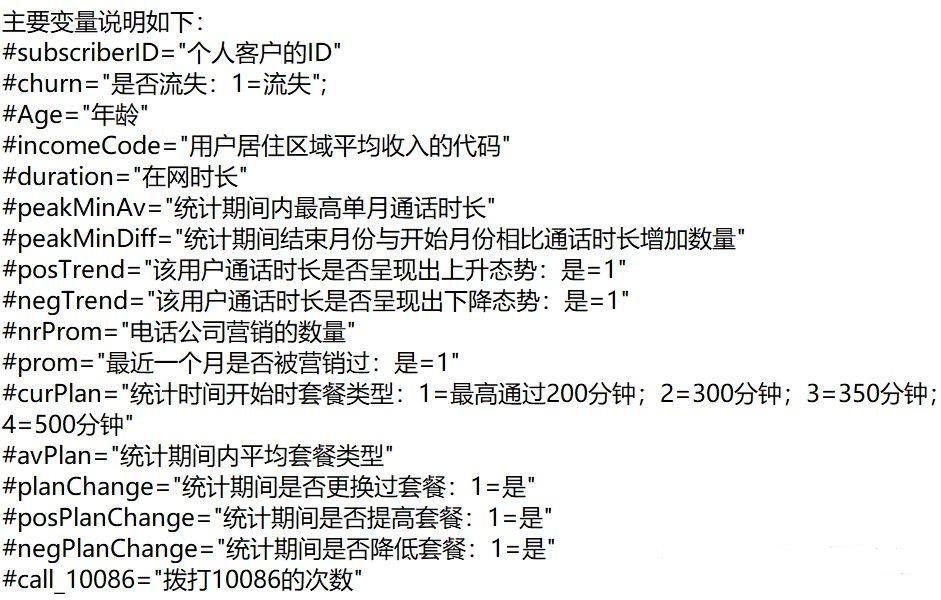 主要变量说明如下：
#subscriberID="个人客户的ID"
#churn="是否流失：1=流失";
#Age="年龄"
#incomeCode="用户居住区域平均收入的代码"
#duration="在网时长"
#peakMinAv="统计期间内最高单月通话时长"
#peakMinDiff="统计期间结束月份与开始月份相比通话时长增加数量"
#posTrend="该用户通话时长是否呈现出上升态势：是=1"
#negTrend="该用户通话时长是否呈现出下降态势：是=1"
#nrProm="电话公司营销的数量"
#prom="最近一个月是否被营销过：是=1"
#curPlan="统计时间开始时套餐类型：1=最高通过200分钟；2=300分钟；3=350分钟；
4=500分钟"
#avPlan="统计期间内平均套餐类型"
#planChange="统计期间是否更换过套餐：1=是"
#posPlanChange="统计期间是否提高套餐：1=是"
#negPlanChange="统计期间是否降低套餐：1=是"
#call_10086="拨打10086的次数"